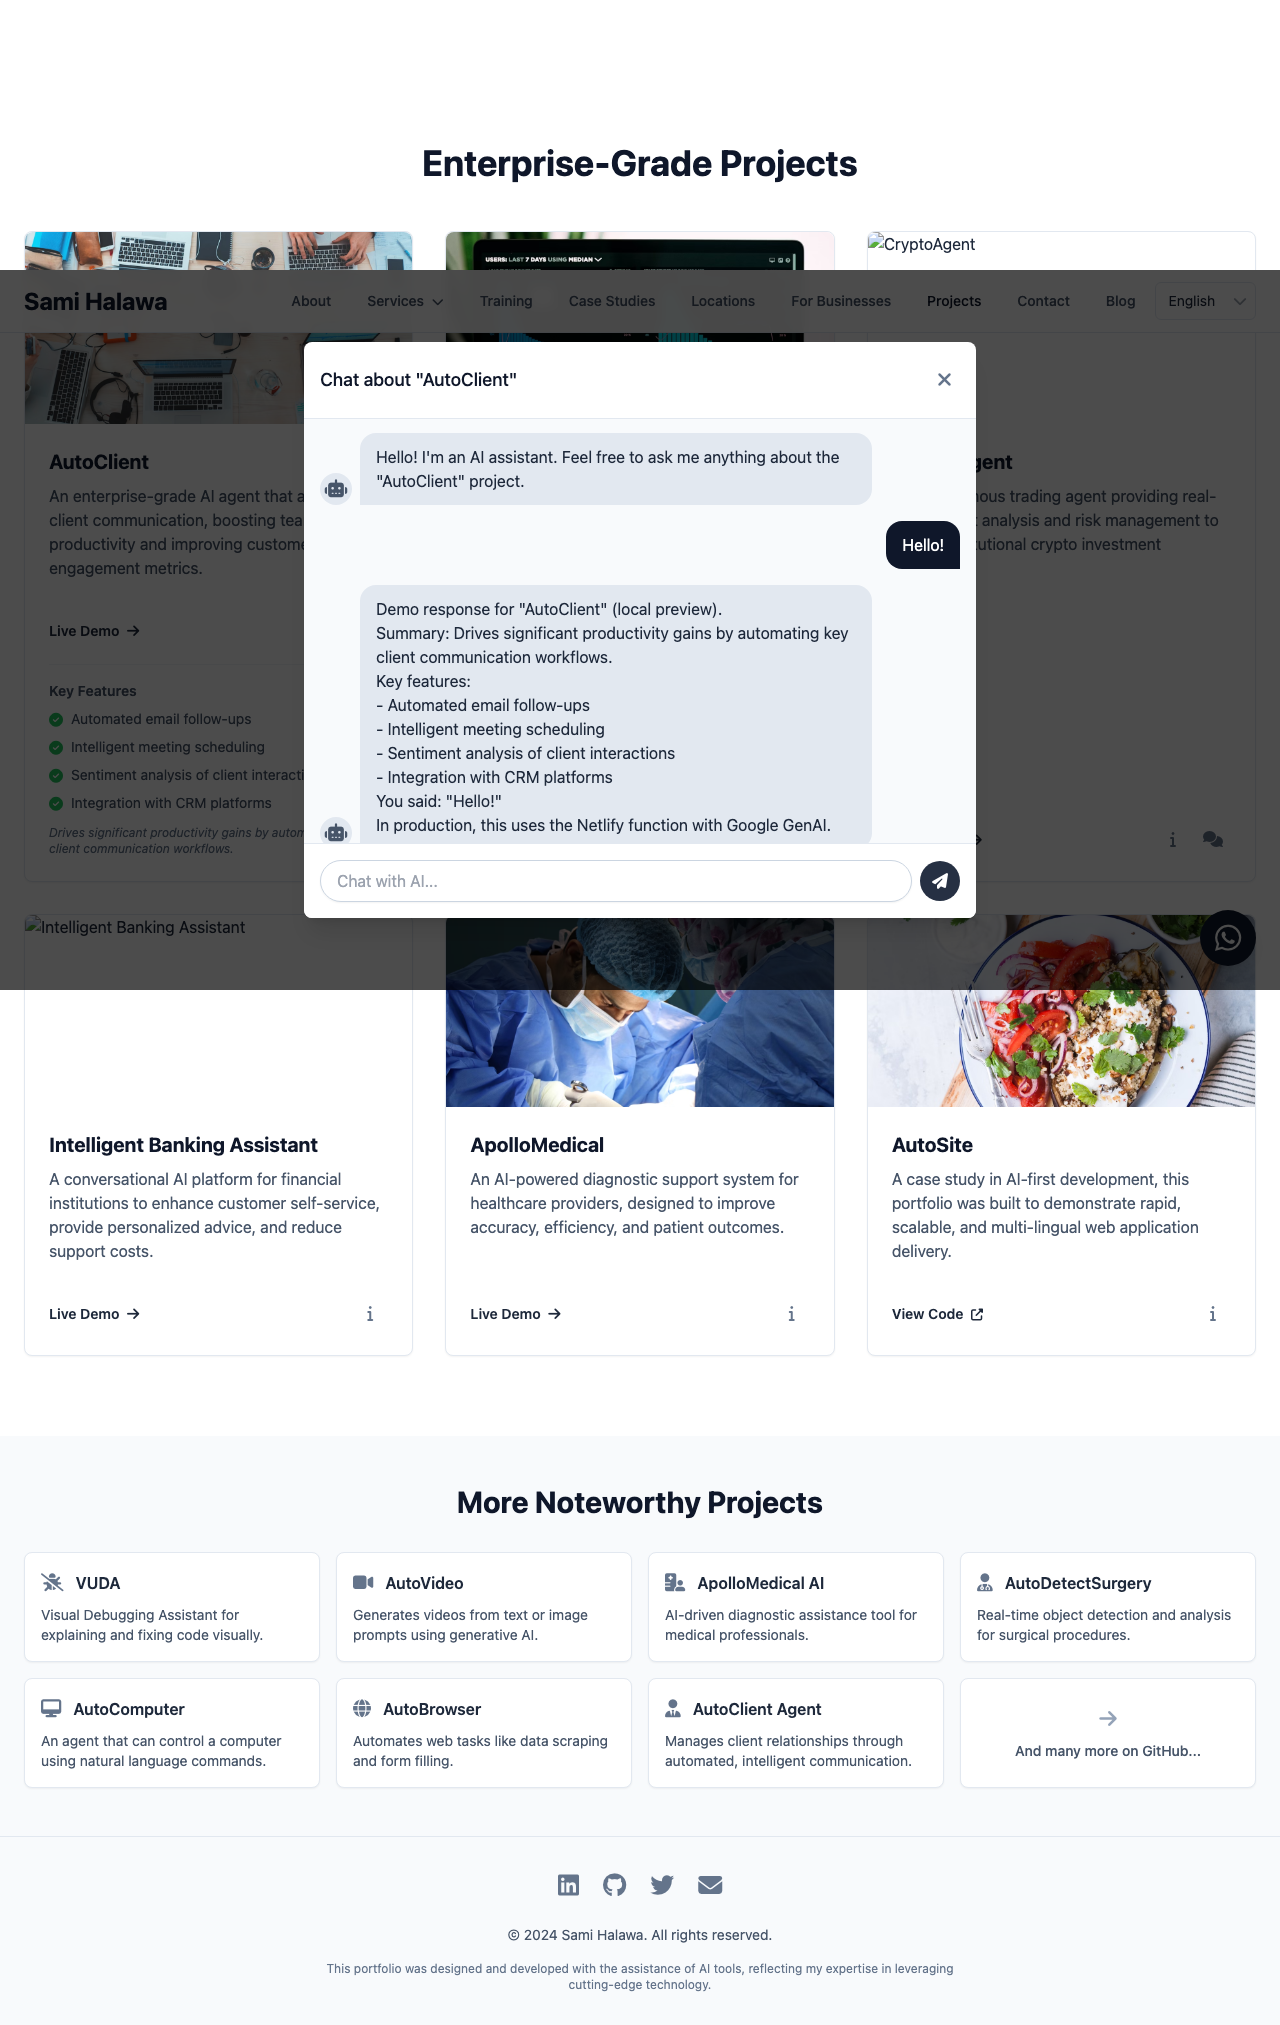 Enterprise-Grade Projects
USERS: LAST 7 DAYS USING MEDIAN
CryptoAgent
Sami Halawa
About
Services
Training
Case Studies
Locations
For Businesses
Projects
Contact
Blog
English
Chat about "AutoClient"
Hello! I'm an AI assistant. Feel free to ask me anything about the
"AutoClient" project.
Hello!
Demo response for "AutoClient" (local preview).
Summary: Drives significant productivity gains by automating key
client communication workflows.
Key features:
- Automated email follow-ups
- Intelligent meeting scheduling
- Sentiment analysis of client interactions
- Integration with CRM platforms
You said: "Hello!"
In production, this uses the Netlify function with Google GenAI.
Chat with AI...
AutoClient
An enterprise-grade AI agent that a
client communication, boosting tea
productivity and improving custome
engagement metrics.
Live Demo
Key Features
Automated email follow-ups
Intelligent meeting scheduling
Sentiment analysis of client interacti
Integration with CRM platforms
Drives significant productivity gains by autom
client communication workflows.
gent
nous trading agent providing real-
t analysis and risk management to
tutional crypto investment
Intelligent Banking Assistant
Intelligent Banking Assistant
A conversational AI platform for financial
institutions to enhance customer self-service,
provide personalized advice, and reduce
support costs.
Live Demo
ApolloMedical
An AI-powered diagnostic support system for
healthcare providers, designed to improve
accuracy, efficiency, and patient outcomes.
Live Demo
AutoSite
A case study in AI-first development, this
portfolio was built to demonstrate rapid,
scalable, and multi-lingual web application
delivery.
View Code
More Noteworthy Projects
VUDA
Visual Debugging Assistant for
explaining and fixing code visually.
AutoVideo
Generates videos from text or image
prompts using generative AI.
ApolloMedical AI
AI-driven diagnostic assistance tool for
medical professionals.
AutoDetectSurgery
Real-time object detection and analysis
for surgical procedures.
AutoComputer
An agent that can control a computer
using natural language commands.
AutoBrowser
Automates web tasks like data scraping
and form filling.
AutoClient Agent
Manages client relationships through
automated, intelligent communication.
And many more on GitHub...
© 2024 Sami Halawa. All rights reserved.
This portfolio was designed and developed with the assistance of AI tools, reflecting my expertise in leveraging
cutting-edge technology.